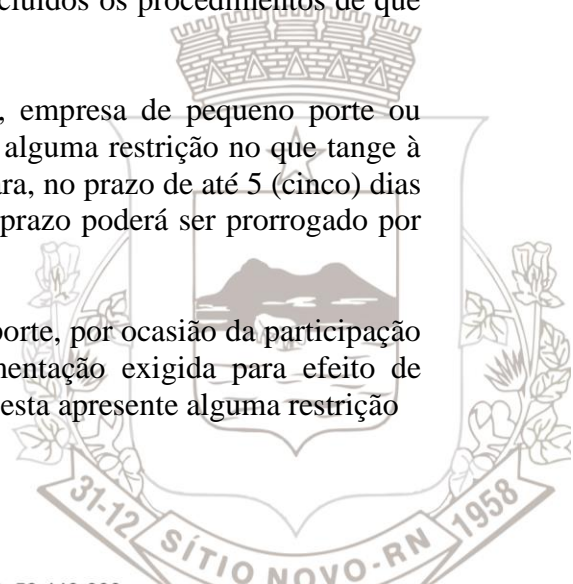 cluídos os procedimentos de que
, empresa de pequeno porte ou
alguma restrição no que tange à
ara, no prazo de até 5 (cinco) dias
prazo poderá ser prorrogado por
porte, por ocasião da participação
mentação exigida para efeito de
esta apresente alguma restrição
31-12 SÍTIO NOVO-RN 1958